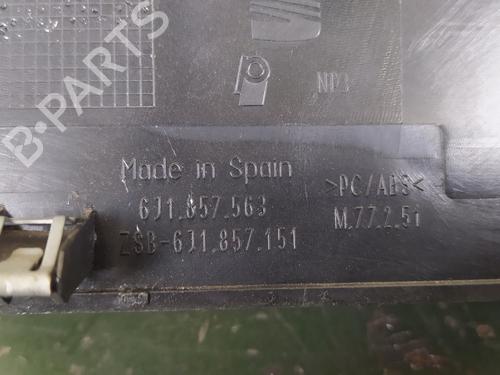 B-PARTS
NP3
Made in Spain
6J1.857.563
ZSB-6J1.857.151
>PC/ABS<
M.77.2.51